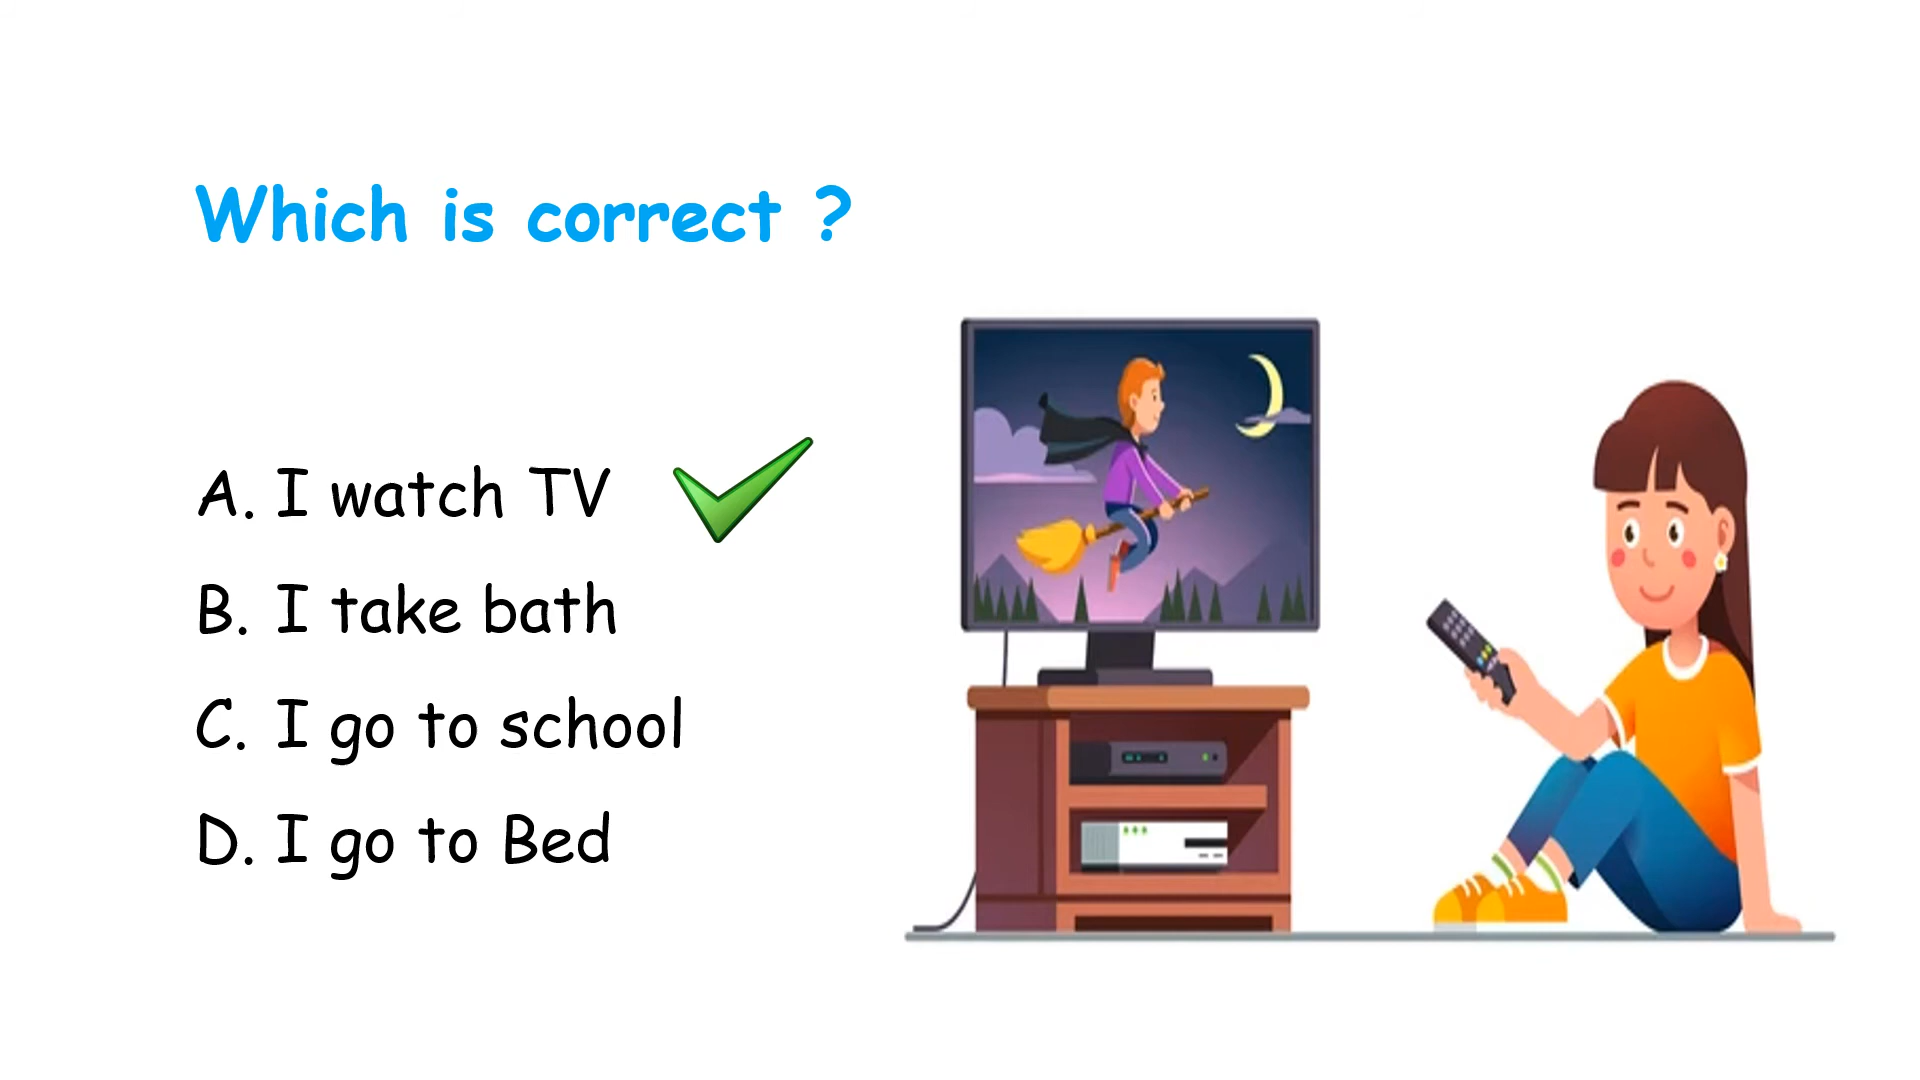 Which is correct ?
A. I watch TV
B. I take bath
C. I go to school
D. I go to Bed